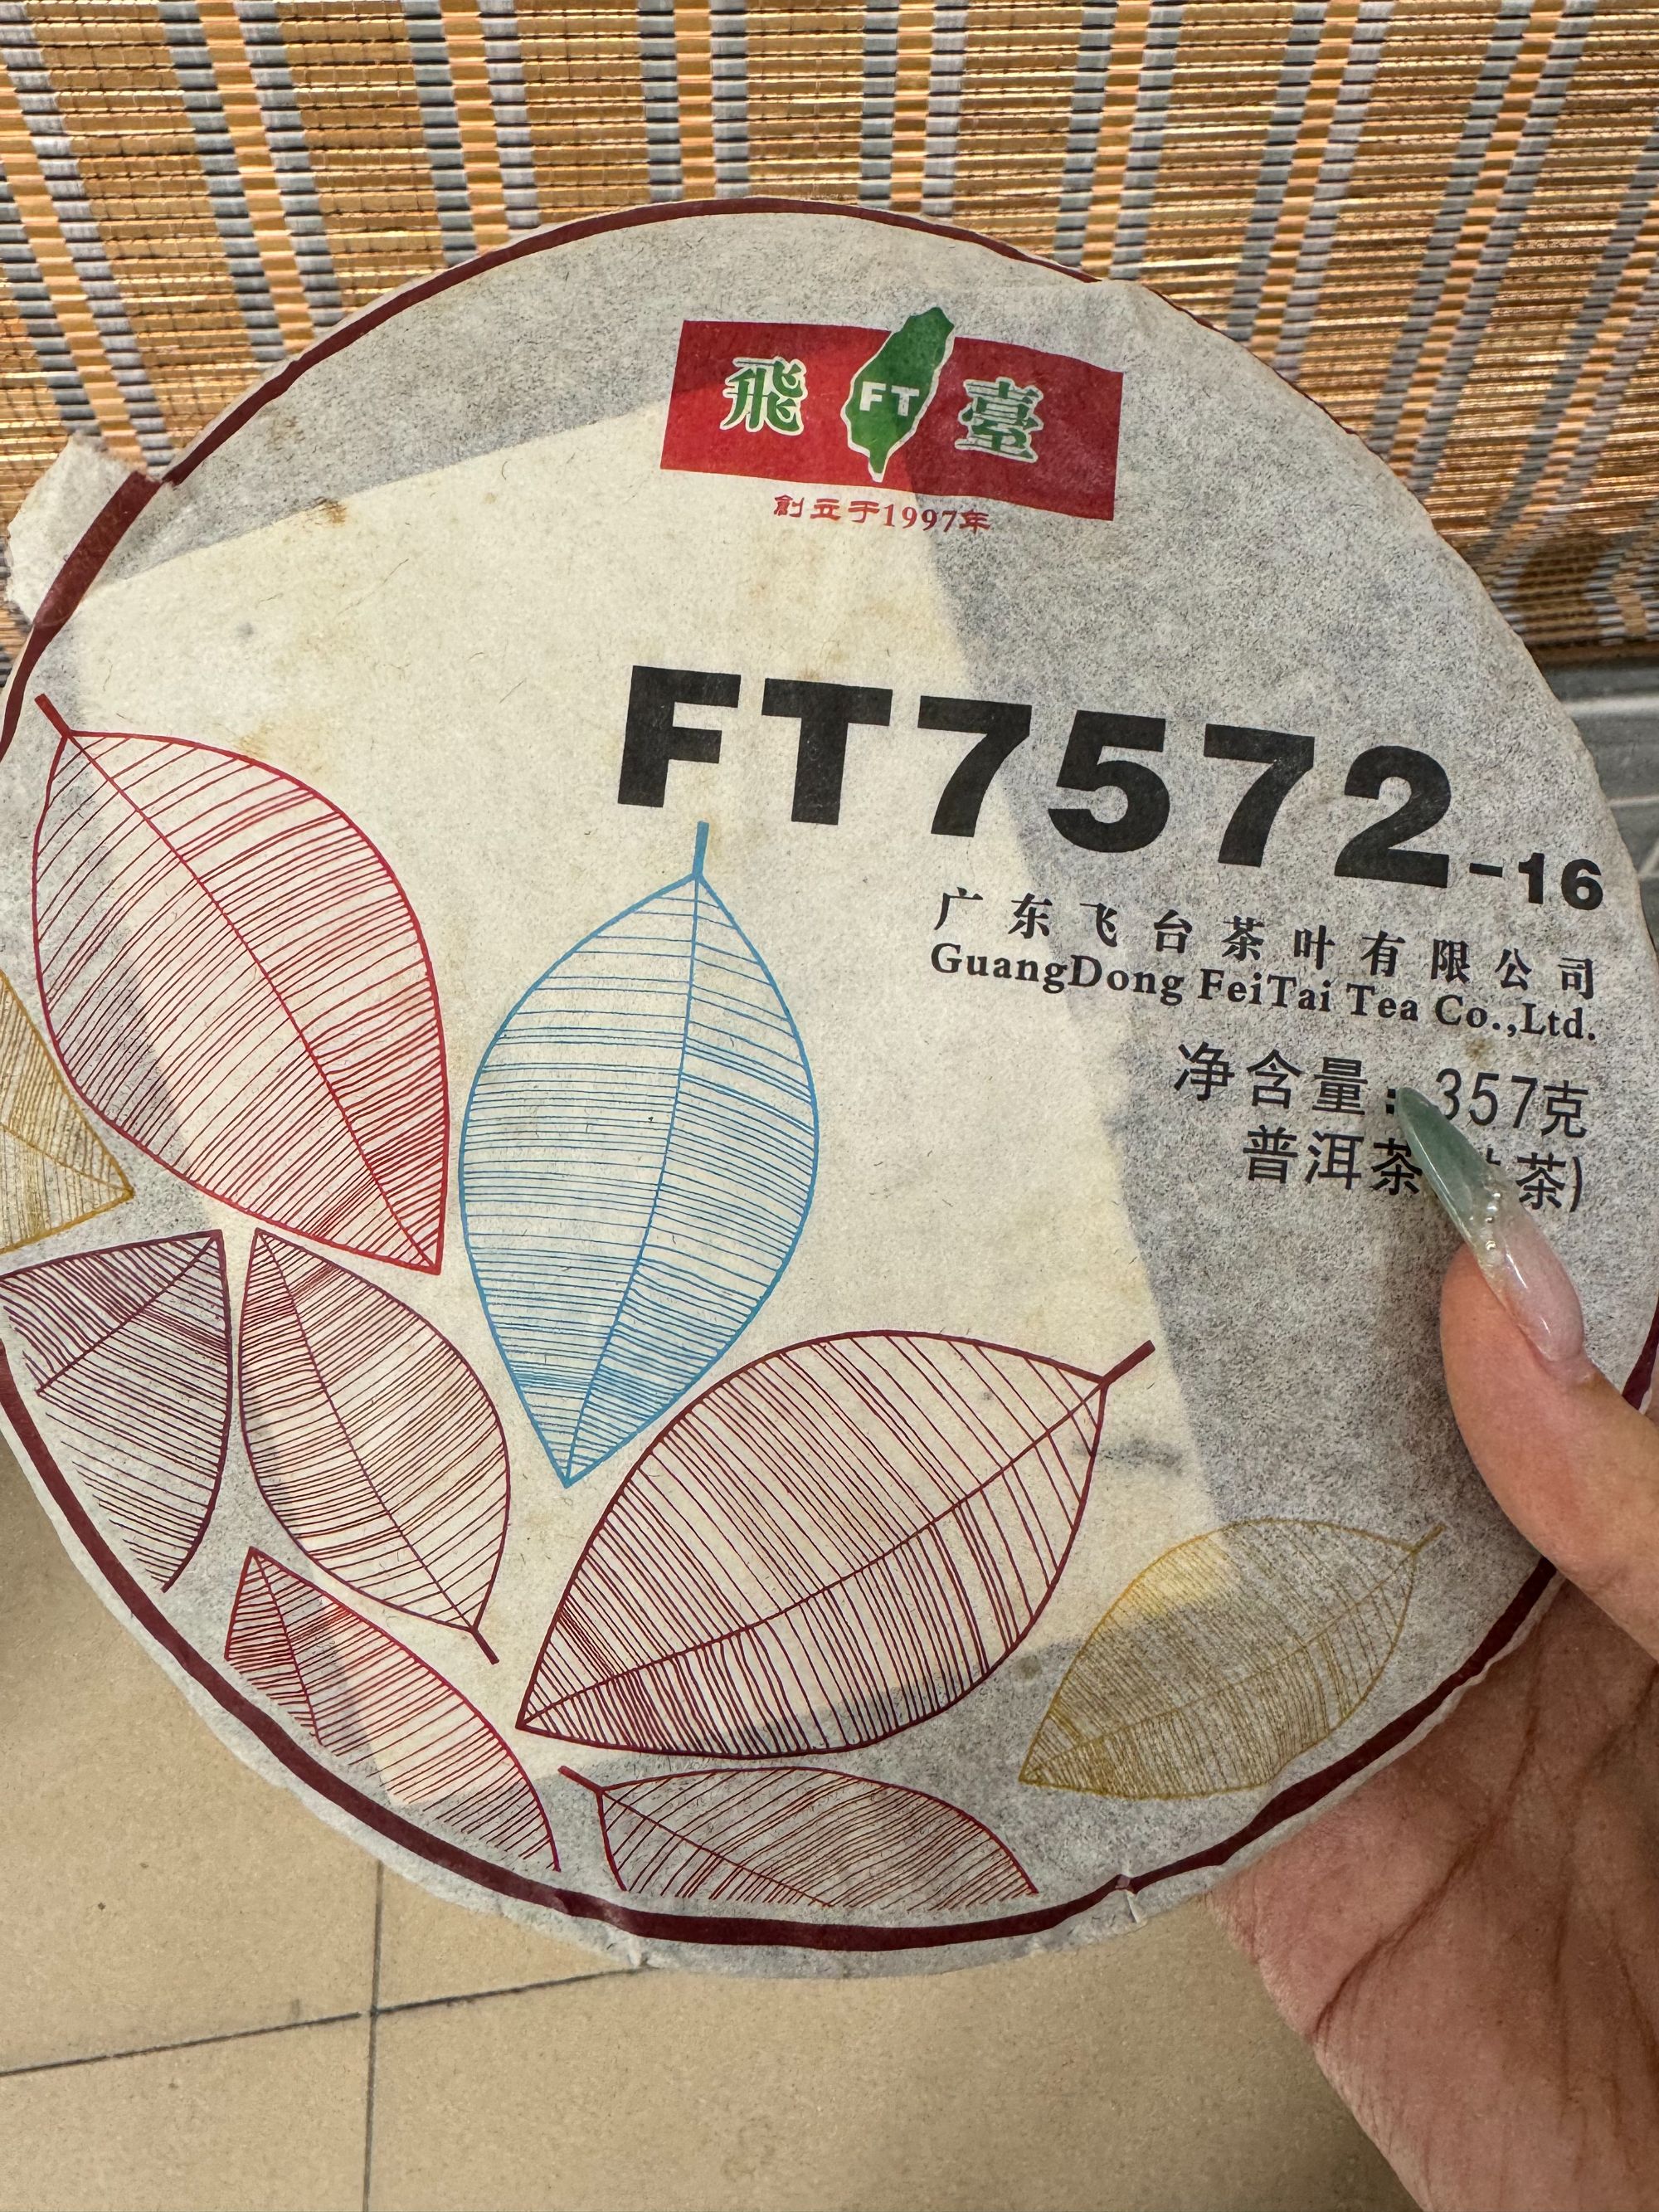 飛 FT 臺
創立于1997年
FT7572-16
广东飞台茶叶有限公司
GuangDong FeiTai Tea Co.,Ltd.
净含量: 357克
普洱茶 茶)